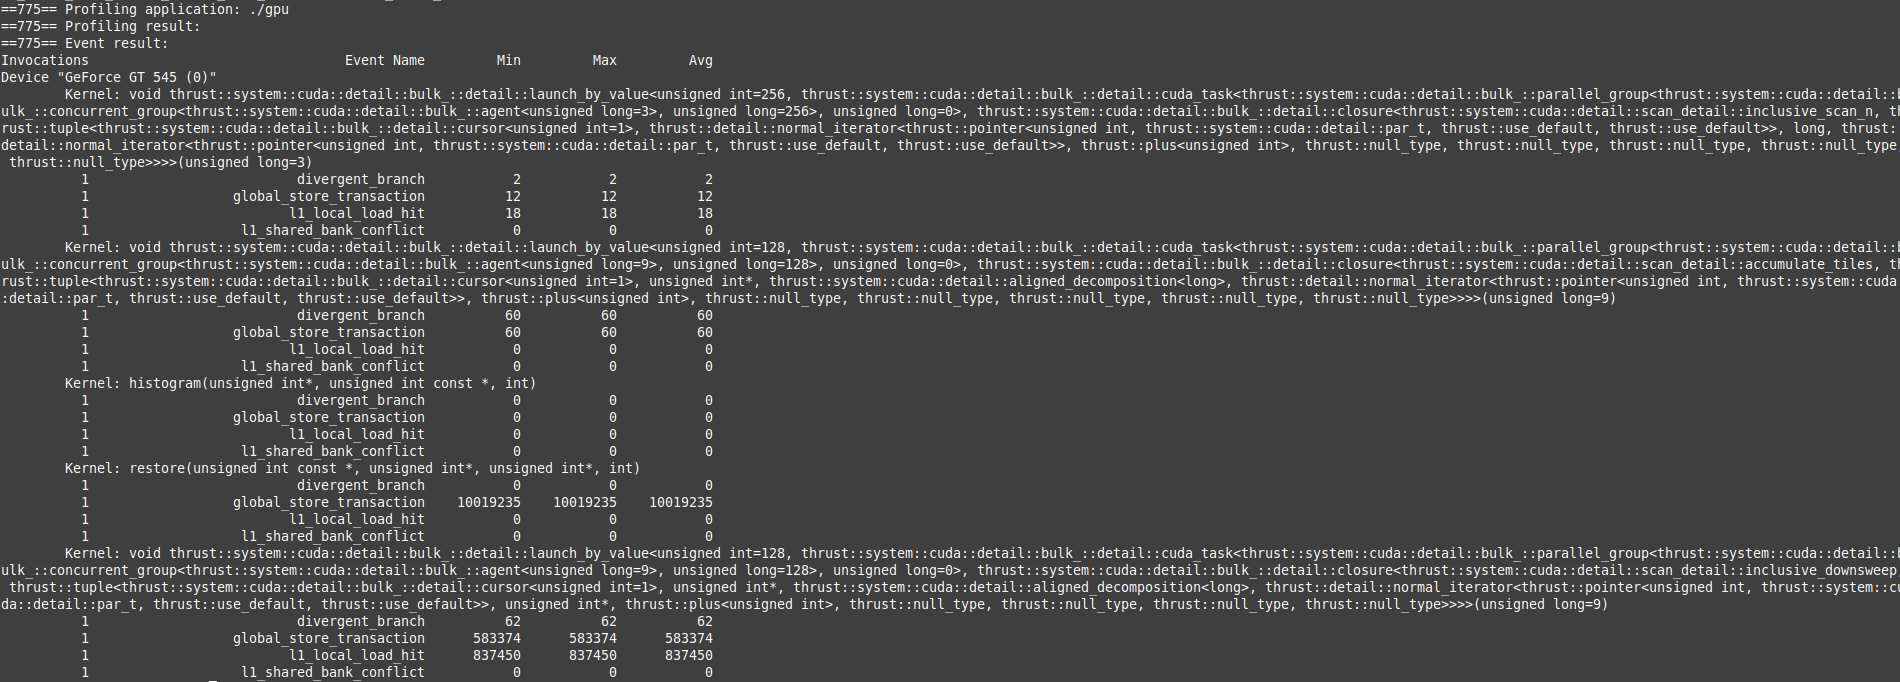 ==775== Profiling application: ./gpu
==775== Profiling result:
==775== Event result:
Invocations Event Name Min Max Avg
Device "GeForce GT 545 (0)"
Kernel: void thrust::system::cuda::detail::bulk_::detail::launch_by_value<unsigned int=256, thrust::system::cuda::detail::bulk_::detail::cuda_task<thrust::system::cuda::detail::bulk_::parallel_group<thrust::system::cuda::detail::b
ulk_::concurrent_group<thrust::system::cuda::detail::bulk_::agent<unsigned long=3>, unsigned long=256>, unsigned long=0>, thrust::system::cuda::detail::bulk_::detail::closure<thrust::system::cuda::detail::scan_detail::inclusive_scan_n, th
rust::tuple<thrust::system::cuda::detail::bulk_::detail::cursor<unsigned int=1>, thrust::detail::normal_iterator<thrust::pointer<unsigned int, thrust::system::cuda::detail::par_t, thrust::use_default, thrust::use_default>>, long, thrust::
detail::normal_iterator<thrust::pointer<unsigned int, thrust::system::cuda::detail::par_t, thrust::use_default, thrust::use_default>>, thrust::plus<unsigned int>, thrust::null_type, thrust::null_type, thrust::null_type, thrust::null_type,
thrust::null_type>>>>(unsigned long=3)
1 divergent_branch 2 2 2
1 global_store_transaction 12 12 12
1 l1_local_load_hit 18 18 18
1 l1_shared_bank_conflict 0 0 0
Kernel: void thrust::system::cuda::detail::bulk_::detail::launch_by_value<unsigned int=128, thrust::system::cuda::detail::bulk_::detail::cuda_task<thrust::system::cuda::detail::bulk_::parallel_group<thrust::system::cuda::detail::b
ulk_::concurrent_group<thrust::system::cuda::detail::bulk_::agent<unsigned long=9>, unsigned long=128>, unsigned long=0>, thrust::system::cuda::detail::bulk_::detail::closure<thrust::system::cuda::detail::scan_detail::accumulate_tiles, th
rust::tuple<thrust::system::cuda::detail::bulk_::detail::cursor<unsigned int=1>, unsigned int*, thrust::system::cuda::detail::aligned_decomposition<long>, thrust::detail::normal_iterator<thrust::pointer<unsigned int, thrust::system::cuda:
:detail::par_t, thrust::use_default, thrust::use_default>>, thrust::plus<unsigned int>, thrust::null_type, thrust::null_type, thrust::null_type, thrust::null_type, thrust::null_type>>>>(unsigned long=9)
1 divergent_branch 60 60 60
1 global_store_transaction 60 60 60
1 l1_local_load_hit 0 0 0
1 l1_shared_bank_conflict 0 0 0
Kernel: histogram(unsigned int*, unsigned int const *, int)
1 divergent_branch 0 0 0
1 global_store_transaction 0 0 0
1 l1_local_load_hit 0 0 0
1 l1_shared_bank_conflict 0 0 0
Kernel: restore(unsigned int const *, unsigned int*, unsigned int*, int)
1 divergent_branch 0 0 0
1 global_store_transaction 10019235 10019235 10019235
1 l1_local_load_hit 0 0 0
1 l1_shared_bank_conflict 0 0 0
Kernel: void thrust::system::cuda::detail::bulk_::detail::launch_by_value<unsigned int=128, thrust::system::cuda::detail::bulk_::detail::cuda_task<thrust::system::cuda::detail::bulk_::parallel_group<thrust::system::cuda::detail::b
ulk_::concurrent_group<thrust::system::cuda::detail::bulk_::agent<unsigned long=9>, unsigned long=128>, unsigned long=0>, thrust::system::cuda::detail::bulk_::detail::closure<thrust::system::cuda::detail::scan_detail::inclusive_downsweep,
thrust::tuple<thrust::system::cuda::detail::bulk_::detail::cursor<unsigned int=1>, unsigned int*, thrust::system::cuda::detail::aligned_decomposition<long>, thrust::detail::normal_iterator<thrust::pointer<unsigned int, thrust::system::cu
da::detail::par_t, thrust::use_default, thrust::use_default>>, unsigned int*, thrust::plus<unsigned int>, thrust::null_type, thrust::null_type, thrust::null_type, thrust::null_type>>>>(unsigned long=9)
1 divergent_branch 62 62 62
1 global_store_transaction 583374 583374 583374
1 l1_local_load_hit 837450 837450 837450
1 l1_shared_bank_conflict 0 0 0